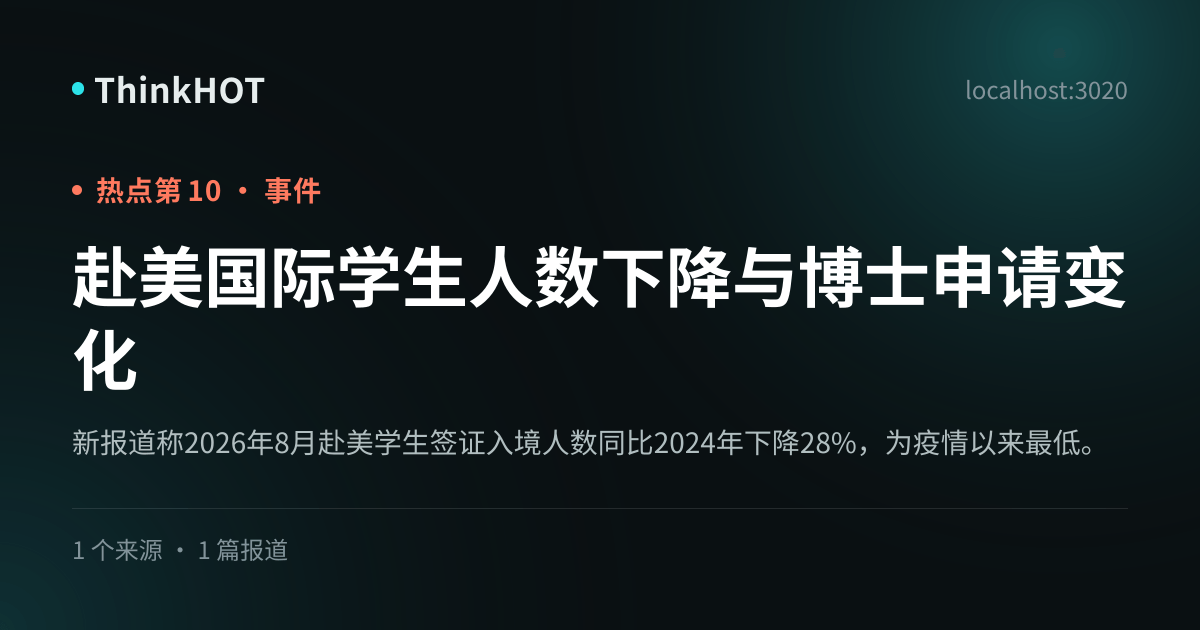 ThinkHOT
localhost:3020
热点第 10 · 事件
赴美国际学生人数下降与博士申请变
化
新报道称2026年8月赴美学生签证入境人数同比2024年下降28%，为疫情以来最低。
1 个来源 · 1 篇报道